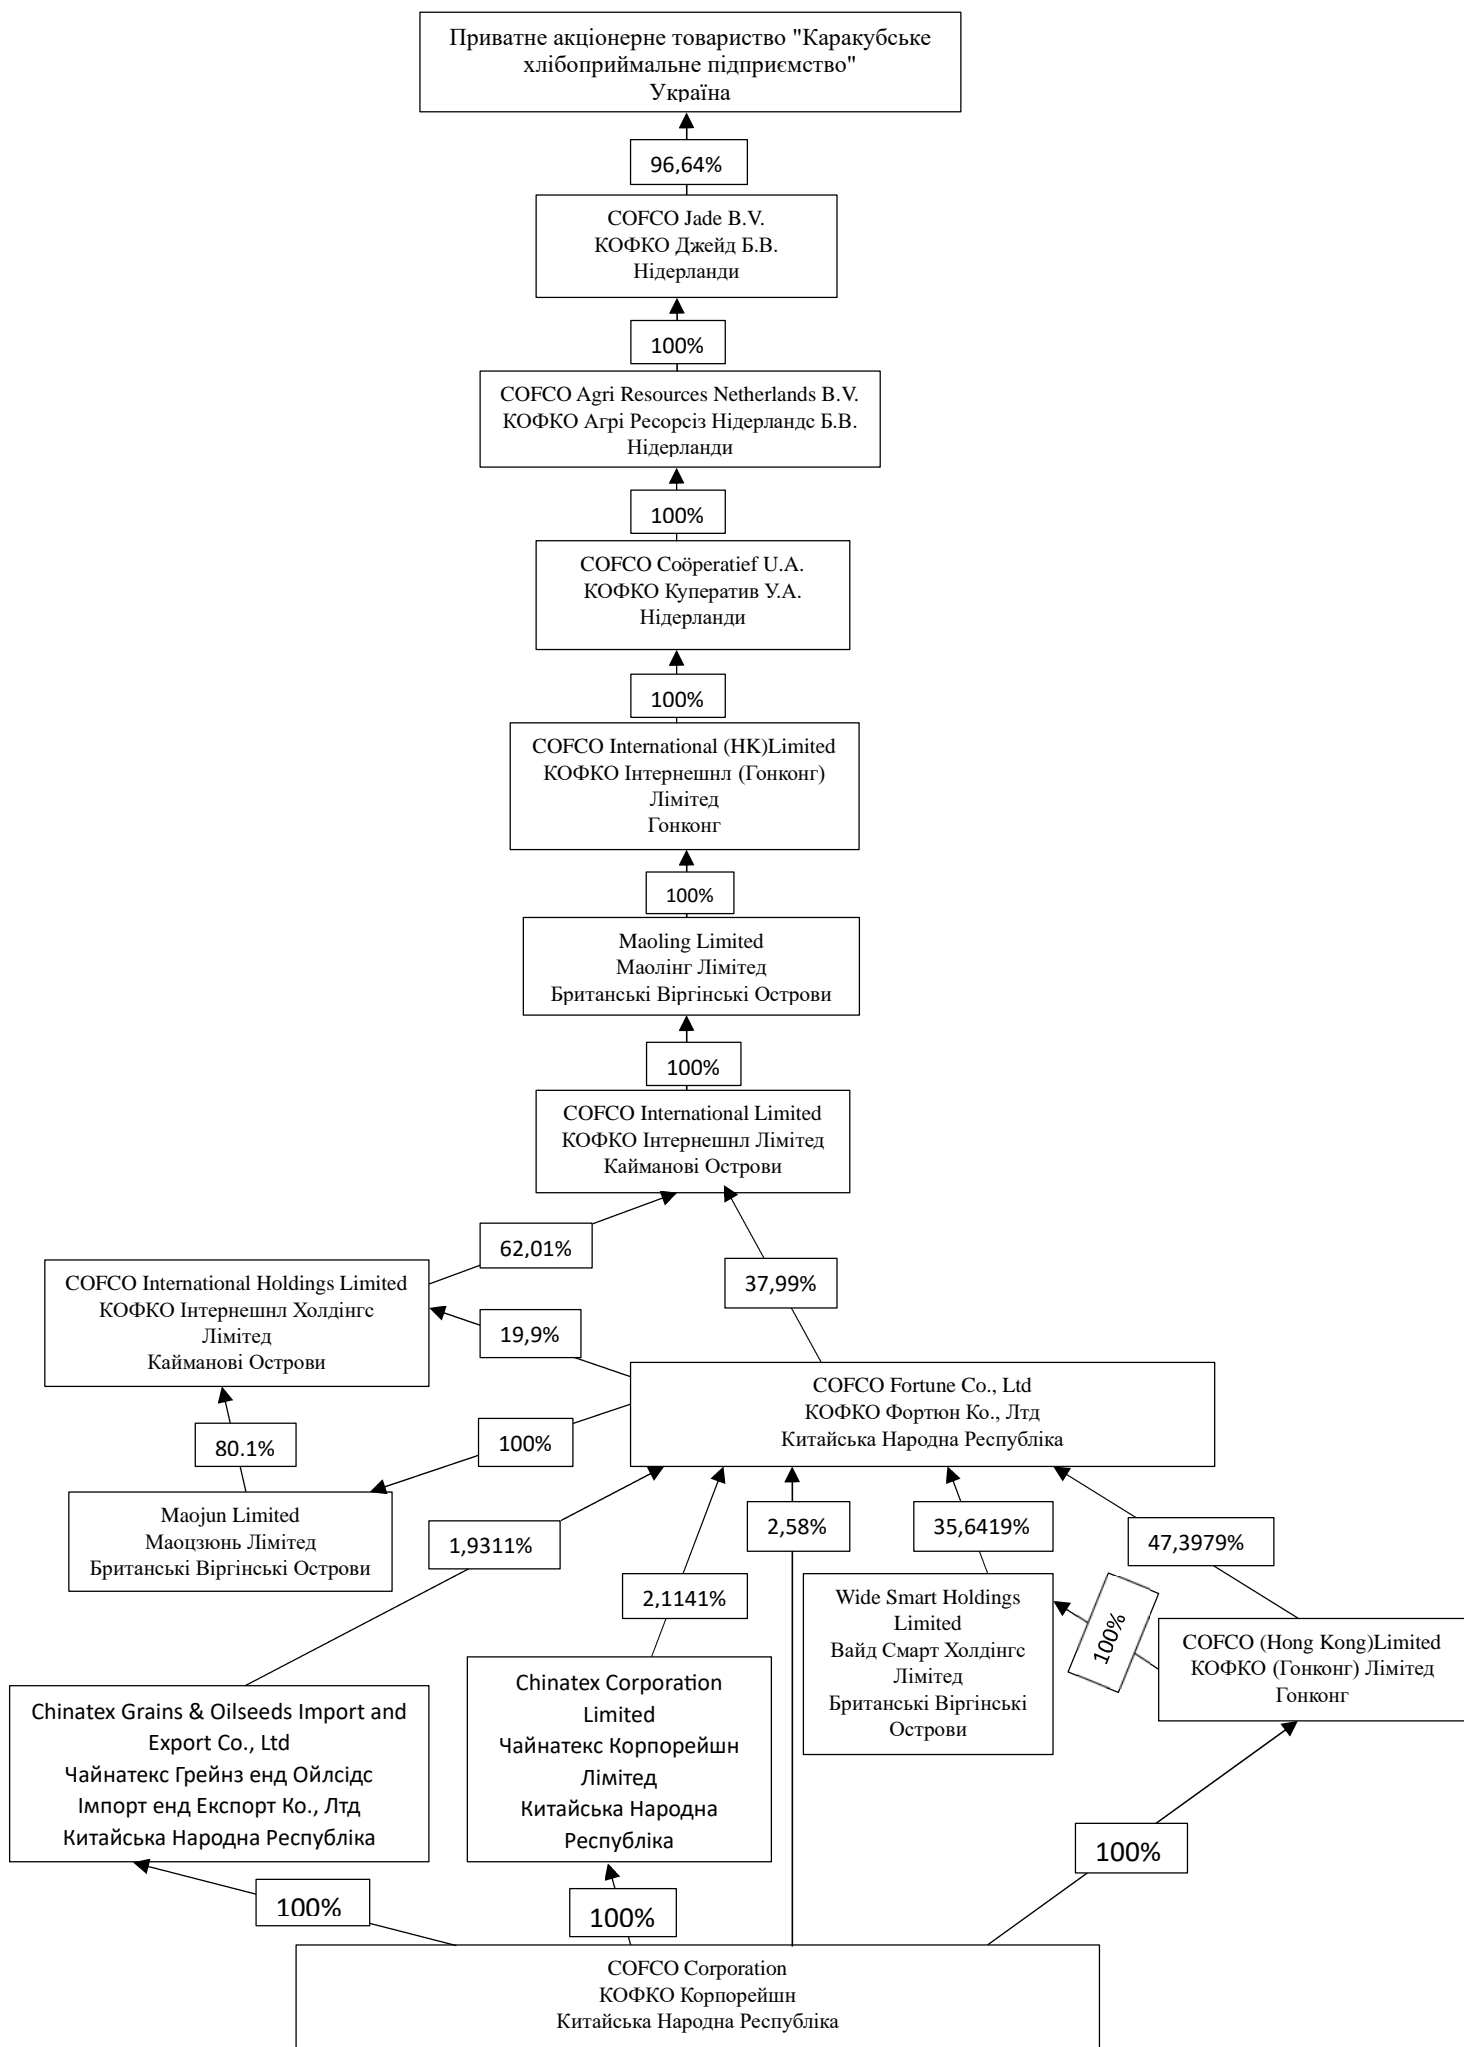 Приватне акціонерне товариство "Каракубське
хлібоприймальне підприємство"
Україна
96,64%
COFCO Jade B.V.
КОФКО Джейд Б.В.
Нідерланди
100%
COFCO Agri Resources Netherlands B.V.
КОФКО Агрі Ресорсіз Нідерландс Б.В.
Нідерланди
100%
COFCO Coöperatief U.A.
КОФКО Куператив У.А.
Нідерланди
100%
COFCO International (HK)Limited
КОФКО Інтернешнл (Гонконг)
Лімітед
Гонконг
100%
Maoling Limited
Маолінг Лімітед
Британські Віргінські Острови
100%
COFCO International Limited
КОФКО Інтернешнл Лімітед
Кайманові Острови
62,01%
37,99%
COFCO International Holdings Limited
КОФКО Інтернешнл Холдінгс
Лімітед
Кайманові Острови
19,9%
COFCO Fortune Co., Ltd
КОФКО Фортюн Ко., Лтд
Китайська Народна Республіка
80.1%
100%
Maojun Limited
Маоцзюнь Лімітед
Британські Віргінські Острови
1,9311%
2,1141%
2,58%
35,6419%
47,3979%
Wide Smart Holdings
Limited
Вайд Смарт Холдінгс
Лімітед
Британські Віргінські
Острови
100%
COFCO (Hong Kong)Limited
КОФКО (Гонконг) Лімітед
Гонконг
Chinatex Grains & Oilseeds Import and
Export Co., Ltd
Чайнатекс Грейнз енд Ойлсідс
Імпорт енд Експорт Ко., Лтд
Китайська Народна Республіка
Chinatex Corporation
Limited
Чайнатекс Корпорейшн
Лімітед
Китайська Народна
Республіка
100%
100%
100%
COFCO Corporation
КОФКО Корпорейшн
Китайська Народна Республіка